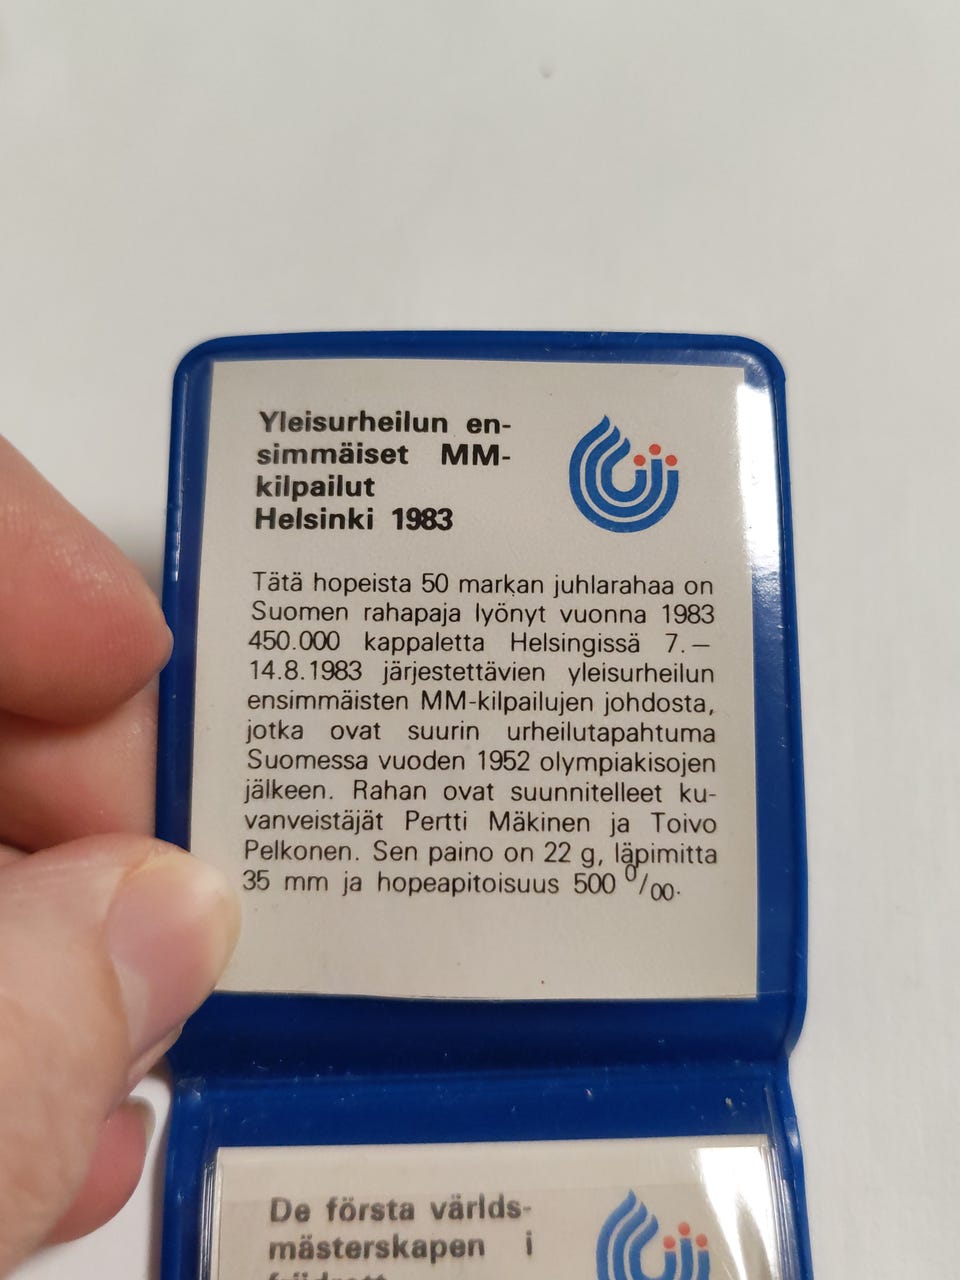 Yleisurheilun en-
simmäiset MM-
kilpailut
Helsinki 1983
Tätä hopeista 50 markan juhlarahaa on
Suomen rahapaja lyönyt vuonna 1983
450.000 kappaletta Helsingissä 7.—
14.8.1983 järjestettävien yleisurheilun
ensimmäisten MM-kilpailujen johdosta,
jotka ovat suurin urheilutapahtuma
Suomessa vuoden 1952 olympiakisojen
jälkeen. Rahan ovat suunnitelleet ku-
vanveistäjät Pertti Mäkinen ja Toivo
Pelkonen. Sen paino on 22 g, läpimitta
35 mm ja hopeapitoisuus 500 0/00.
De första världs-
mästerskapen i